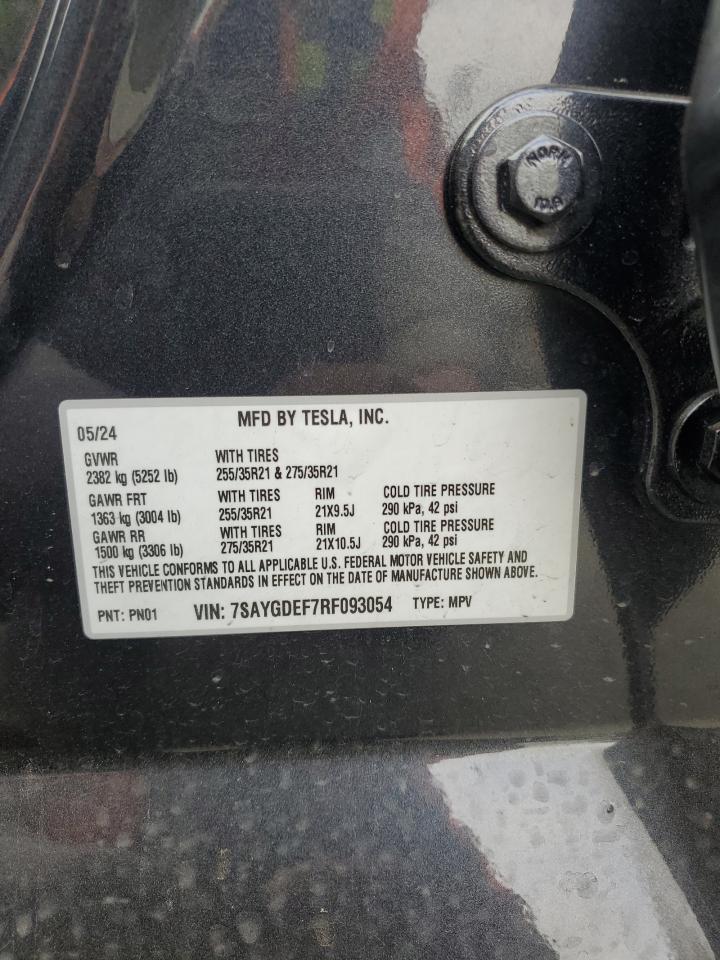 NORM
MFD BY TESLA, INC.
05/24
GVWR WITH TIRES
2382 kg (5252 lb) 255/35R21 & 275/35R21
GAWR FRT WITH TIRES RIM COLD TIRE PRESSURE
1363 kg (3004 lb) 255/35R21 21X9.5J 290 kPa, 42 psi
GAWR RR WITH TIRES RIM COLD TIRE PRESSURE
1500 kg (3306 lb) 275/35R21 21X10.5J 290 kPa, 42 psi
THIS VEHICLE CONFORMS TO ALL APPLICABLE U.S. FEDERAL MOTOR VEHICLE SAFETY AND
THEFT PREVENTION STANDARDS IN EFFECT ON THE DATE OF MANUFACTURE SHOWN ABOVE.
PNT: PN01 VIN: 7SAYGDEF7RF093054 TYPE: MPV